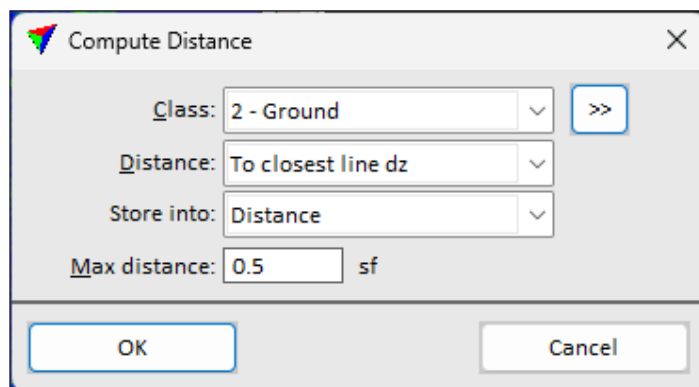 Compute Distance
Class: 2 - Ground >>
Distance: To closest line dz
Store into: Distance
Max distance: 0.5 sf
OK Cancel